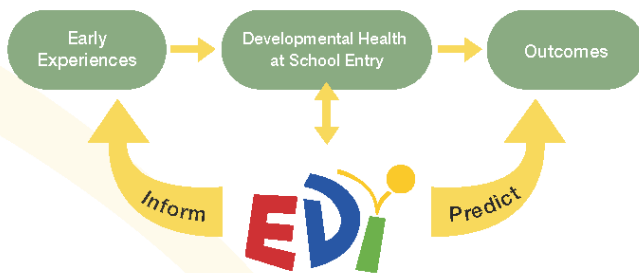 Early
Experiences
Developmental Health
at School Entry
Outcomes
Inform
EDI
Predict